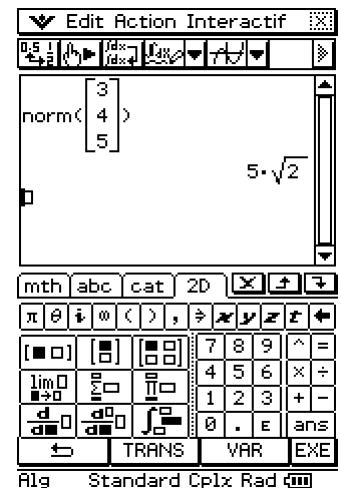 Edit Action Interactif
norm([3
4
5])
5·√2
mth abc cat 2D
π θ i ∞ ( ) , ⇒ x y z t ←
7 8 9 ^ =
lim Σ Π 4 5 6 × ÷
1 2 3 + −
d d ∫ 0 . E ans
TRANS VAR EXE
Alg Standard Cplx Rad